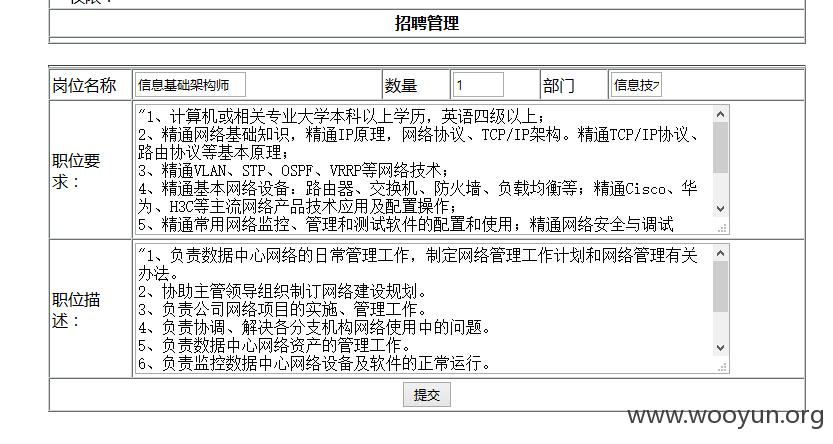 招聘管理
岗位名称 信息基础架构师 数量 1 部门 信息技
职位要求：
"1、计算机或相关专业大学本科以上学历，英语四级以上；
2、精通网络基础知识，精通IP原理，网络协议、TCP/IP架构。精通TCP/IP协议、
路由协议等基本原理；
3、精通VLAN、STP、OSPF、VRRP等网络技术；
4、精通基本网络设备：路由器、交换机、防火墙、负载均衡等；精通Cisco、华
为、H3C等主流网络产品技术应用及配置操作；
5、精通常用网络监控、管理和测试软件的配置和使用；精通网络安全与调试
职位描述：
"1、负责数据中心网络的日常管理工作，制定网络管理工作计划和网络管理有关
办法。
2、协助主管领导组织制订网络建设规划。
3、负责公司网络项目的实施、管理工作。
4、负责协调、解决各分支机构网络使用中的问题。
5、负责数据中心网络资产的管理工作。
6、负责监控数据中心网络设备及软件的正常运行。
提交
www.wooyun.org